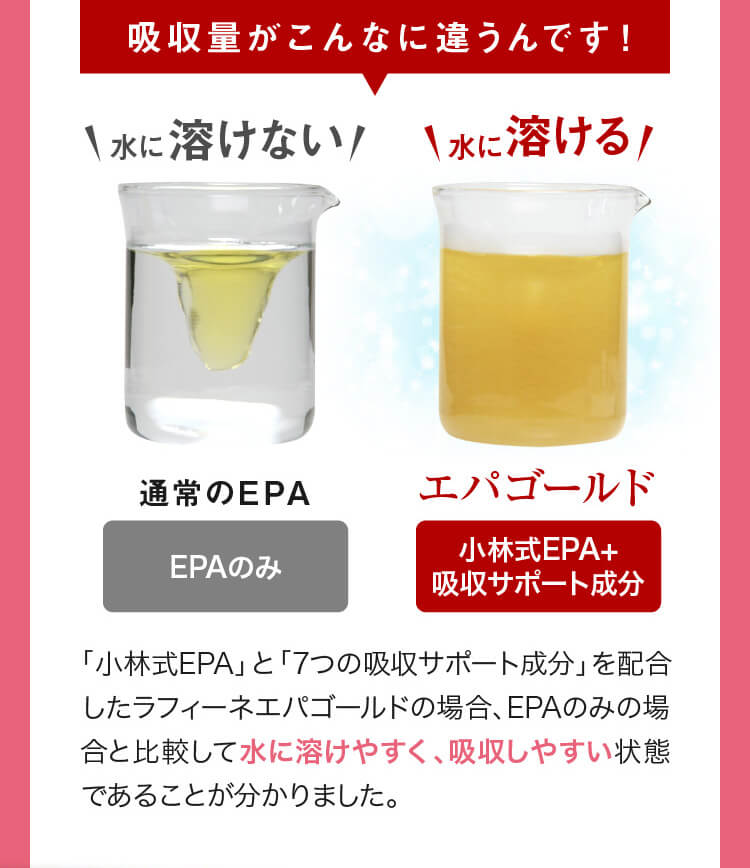 吸収量がこんなに違うんです！
水に溶けない
水に溶ける
通常のEPA
エパゴールド
EPAのみ
小林式EPA+
吸収サポート成分
「小林式EPA」と「7つの吸収サポート成分」を配合
したラフィーネエパゴールドの場合、EPAのみの場
合と比較して水に溶けやすく、吸収しやすい状態
であることが分かりました。